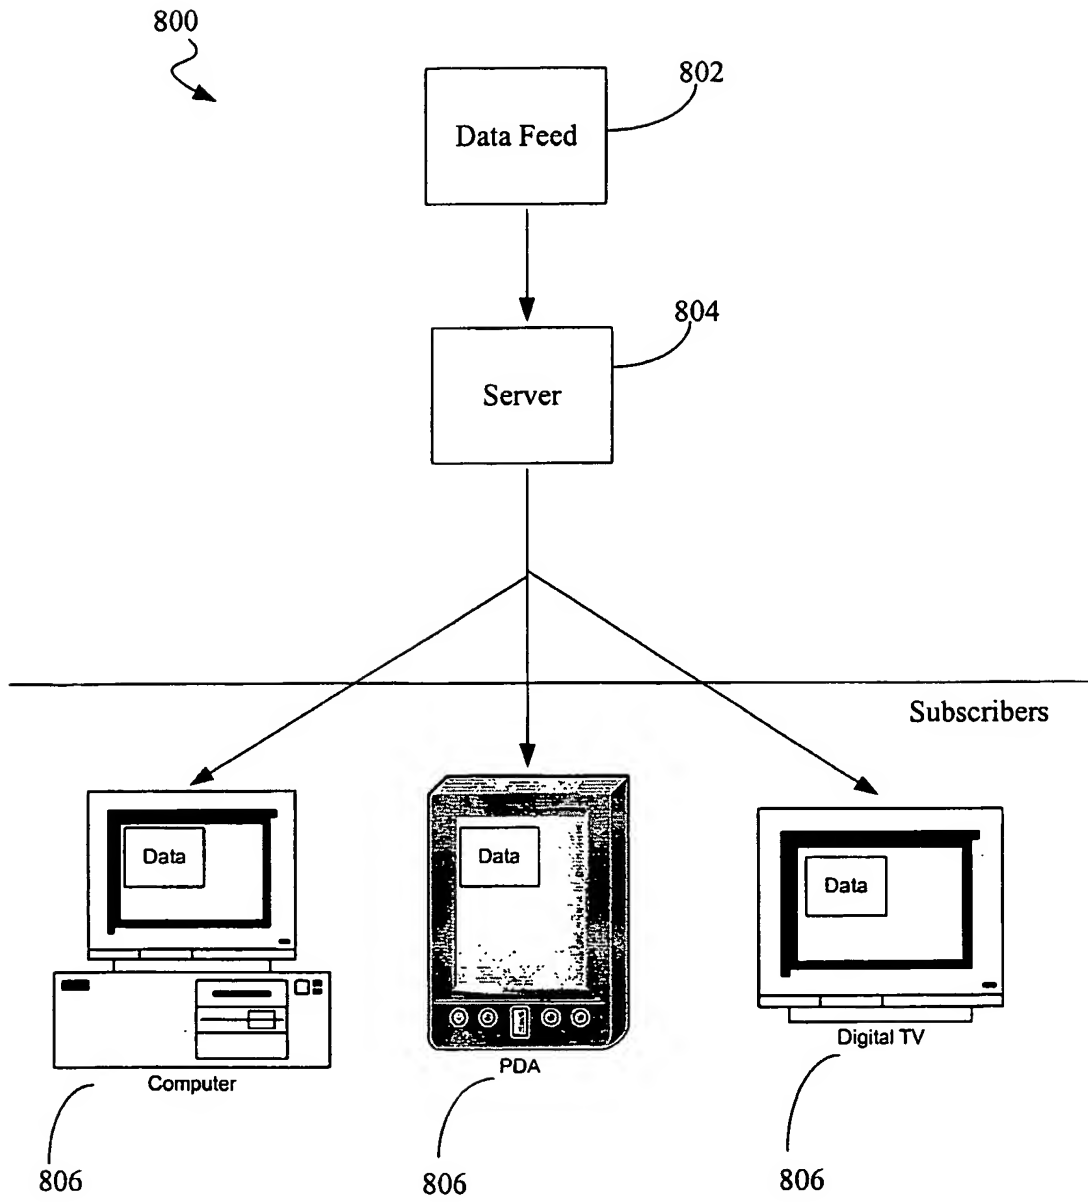 800
802
Data Feed
804
Server
Subscribers
Data
Data
Data
Computer
PDA
Digital TV
806
806
806